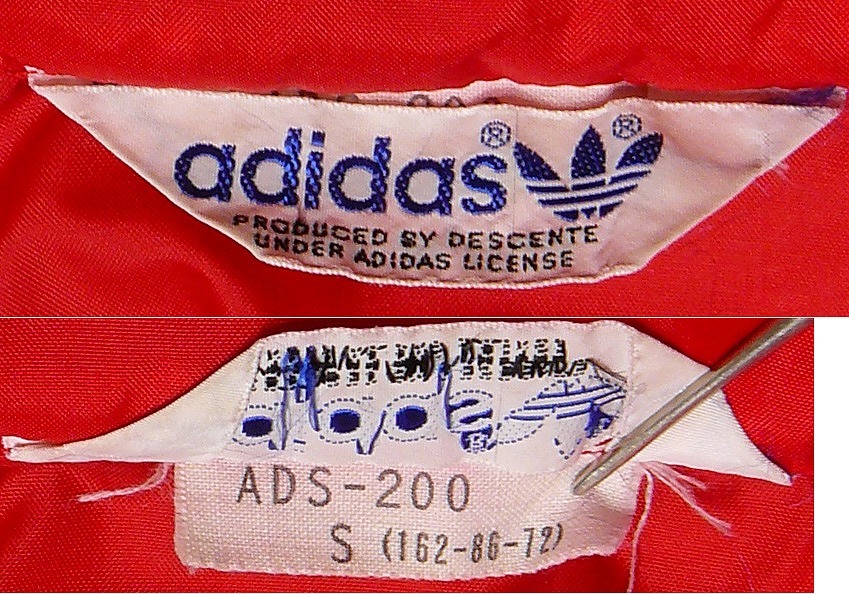 adidas® ®
PRODUCED BY DESCENTE
UNDER ADIDAS LICENSE
ADS-200
S (162-86-72)